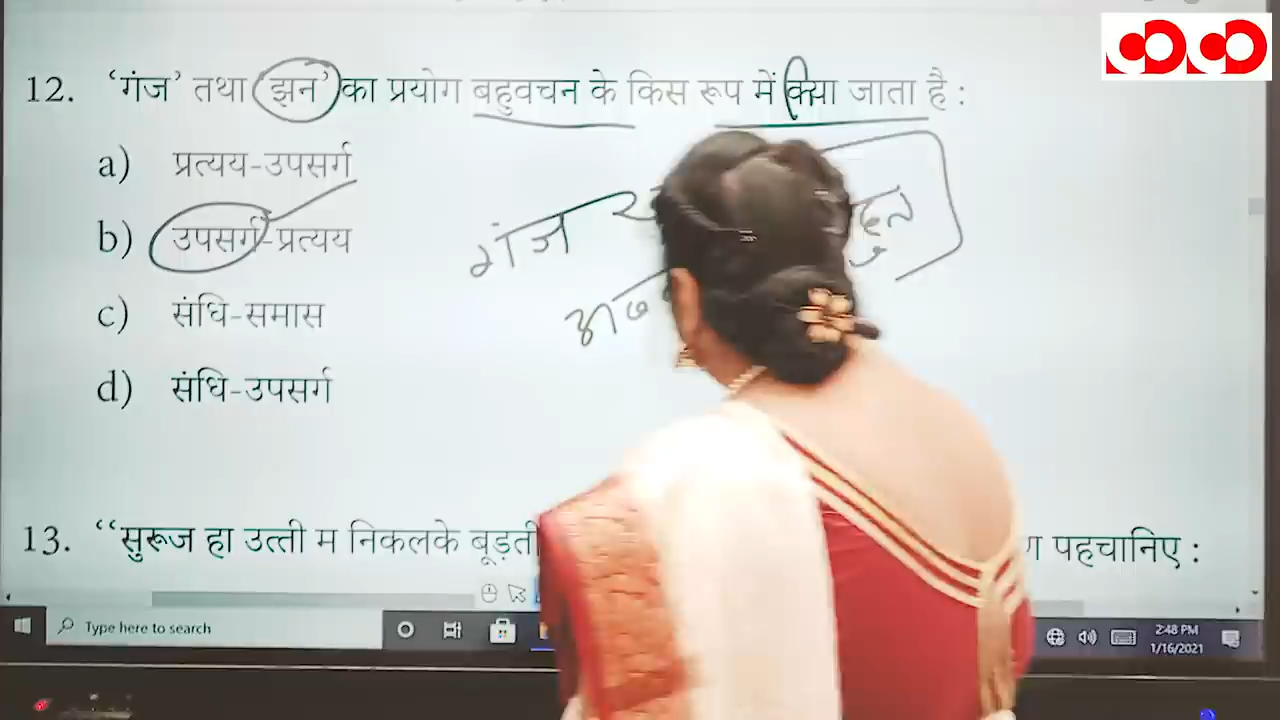 12. ‘गंज’ तथा ‘झन’ का प्रयोग बहुवचन के किस रूप में किया जाता है :
a) प्रत्यय-उपसर्ग
b) उपसर्ग-प्रत्यय
गंज
c) संधि-समास
d) संधि-उपसर्ग
13. “सुरूज हा उत्ती म निकलके बूड़ती पहचानिए :
Type here to search
2:48 PM
1/16/2021